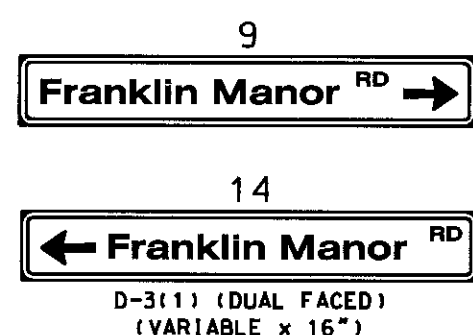 9
Franklin Manor RD →
14
← Franklin Manor RD
D-3(1) (DUAL FACED)
(VARIABLE x 16")